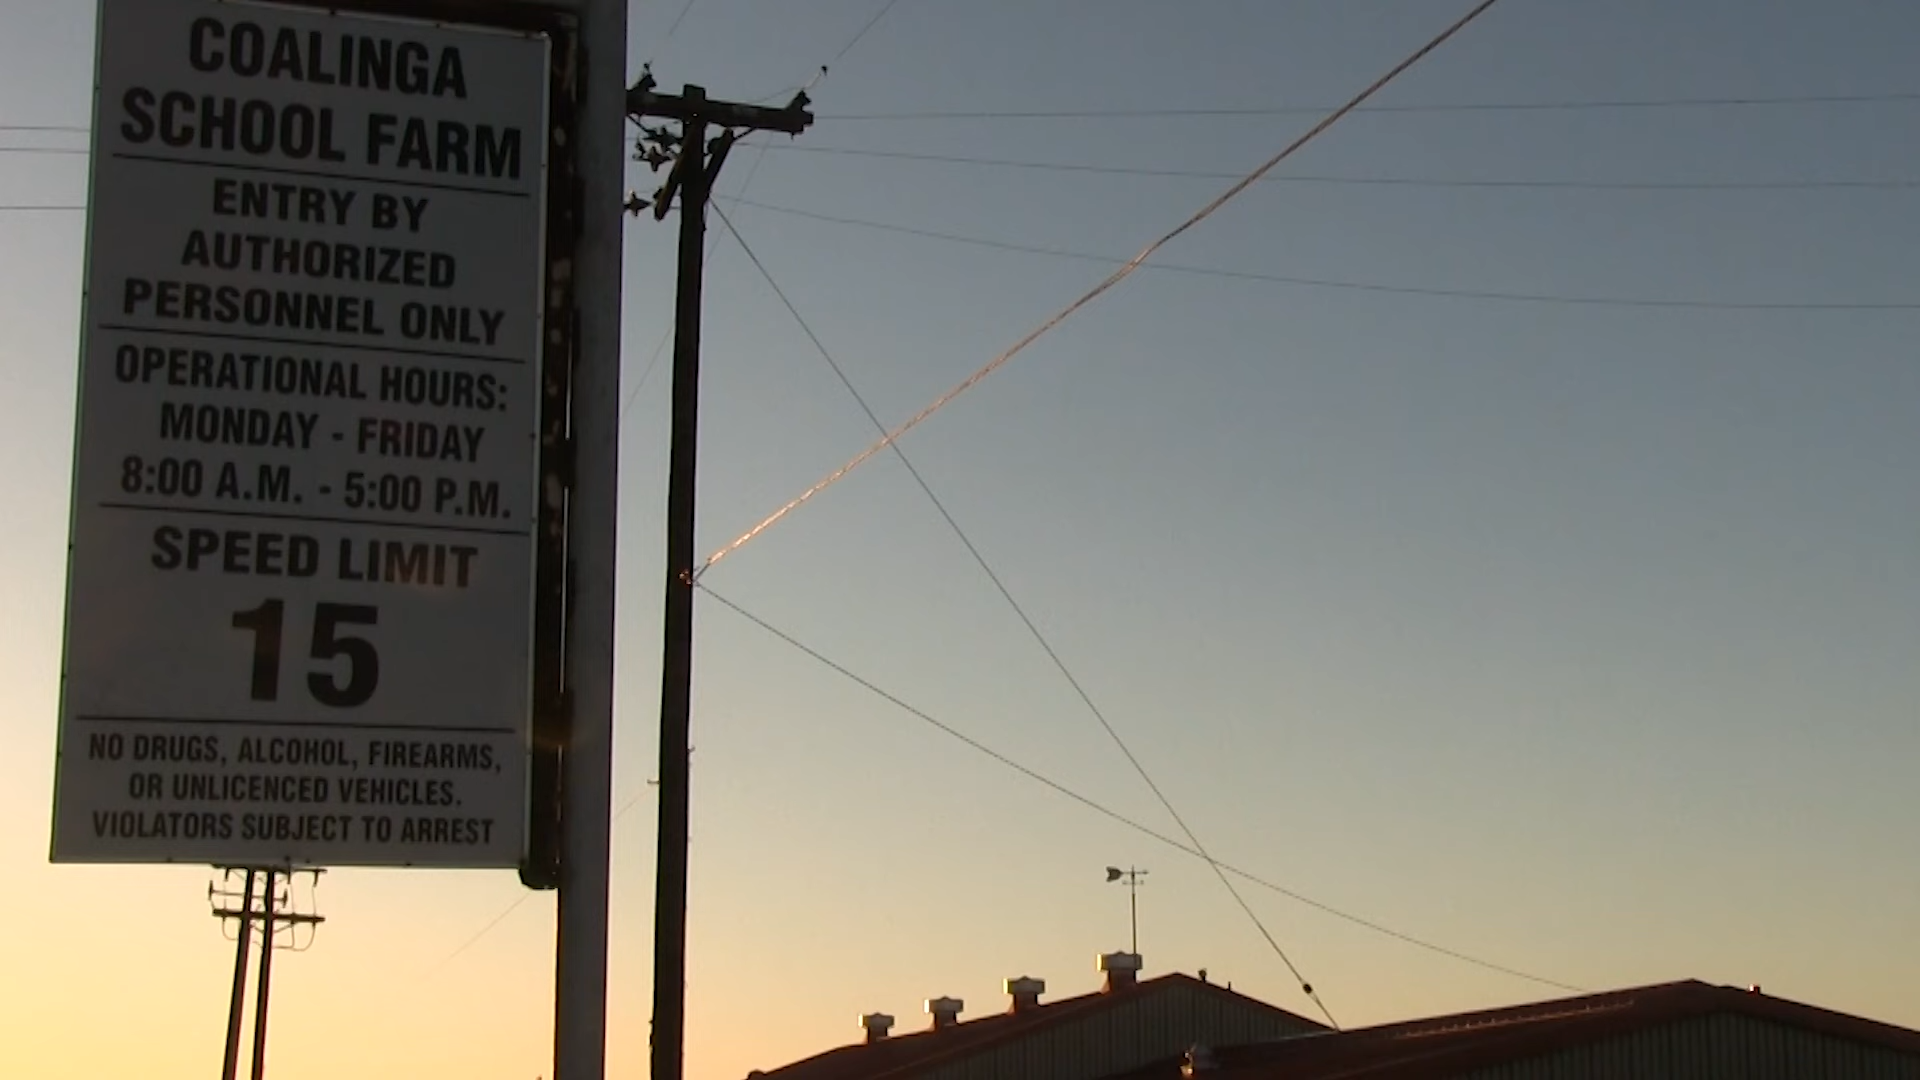 COALINGA
SCHOOL FARM
ENTRY BY
AUTHORIZED
PERSONNEL ONLY
OPERATIONAL HOURS:
MONDAY - FRIDAY
8:00 A.M. - 5:00 P.M.
SPEED LIMIT
15
NO DRUGS, ALCOHOL, FIREARMS,
OR UNLICENCED VEHICLES.
VIOLATORS SUBJECT TO ARREST